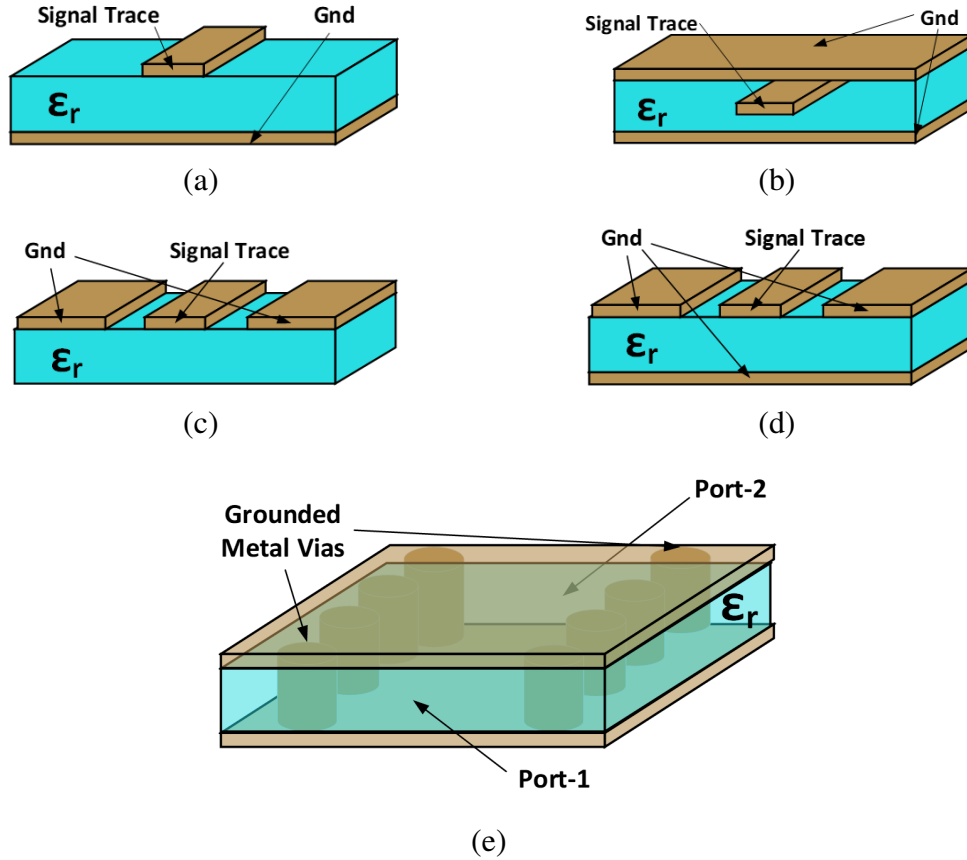 Signal Trace
Gnd
εr
(a)
Signal Trace
Gnd
εr
(b)
Gnd
Signal Trace
εr
(c)
Gnd
Signal Trace
εr
(d)
Port-2
Grounded
Metal Vias
εr
Port-1
(e)